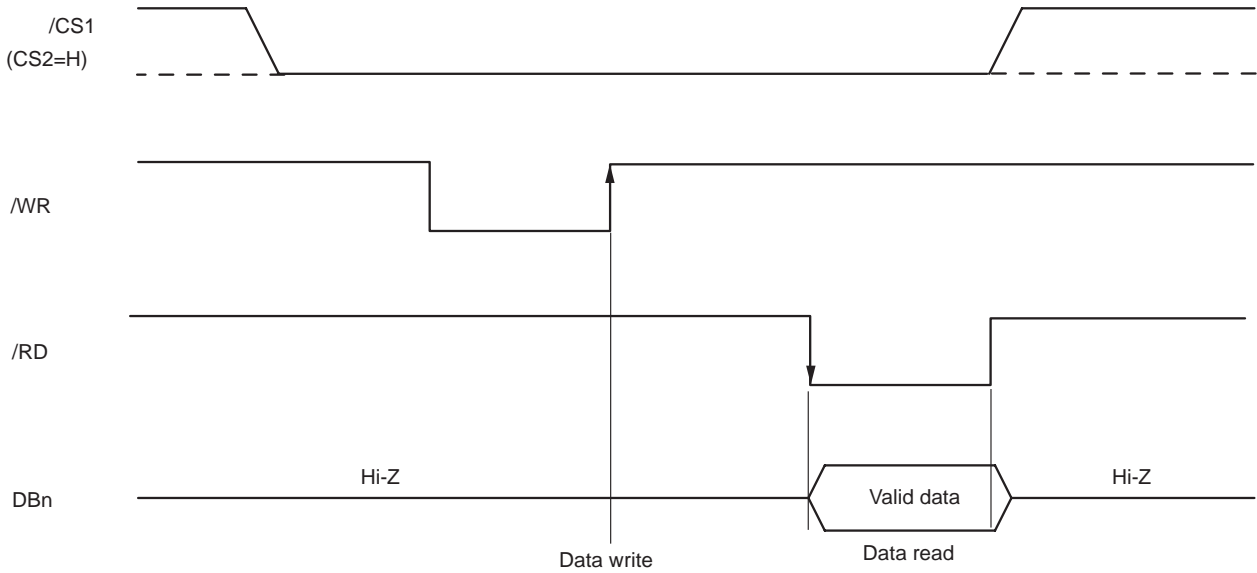 /CS1
(CS2=H)
/WR
/RD
Hi-Z
Hi-Z
DBn
Valid data
Data write
Data read